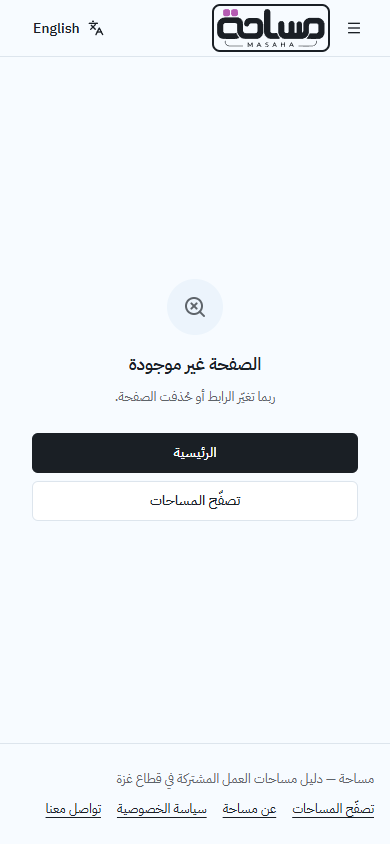 مساحة
MASAHA
English
الصفحة غير موجودة
ربما تغيّر الرابط أو حُذفت الصفحة.
الرئيسية
تصفّح المساحات
مساحة — دليل مساحات العمل المشتركة في قطاع غزة
تصفّح المساحات عن مساحة سياسة الخصوصية تواصل معنا